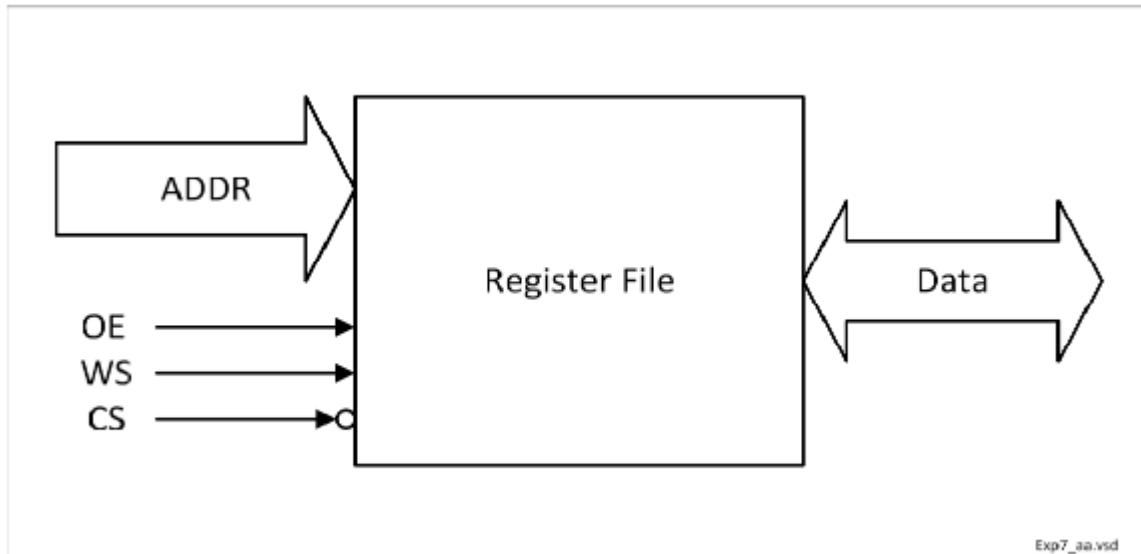 ADDR
Register File
Data
OE
WS
CS
Exp7_aa.vsd